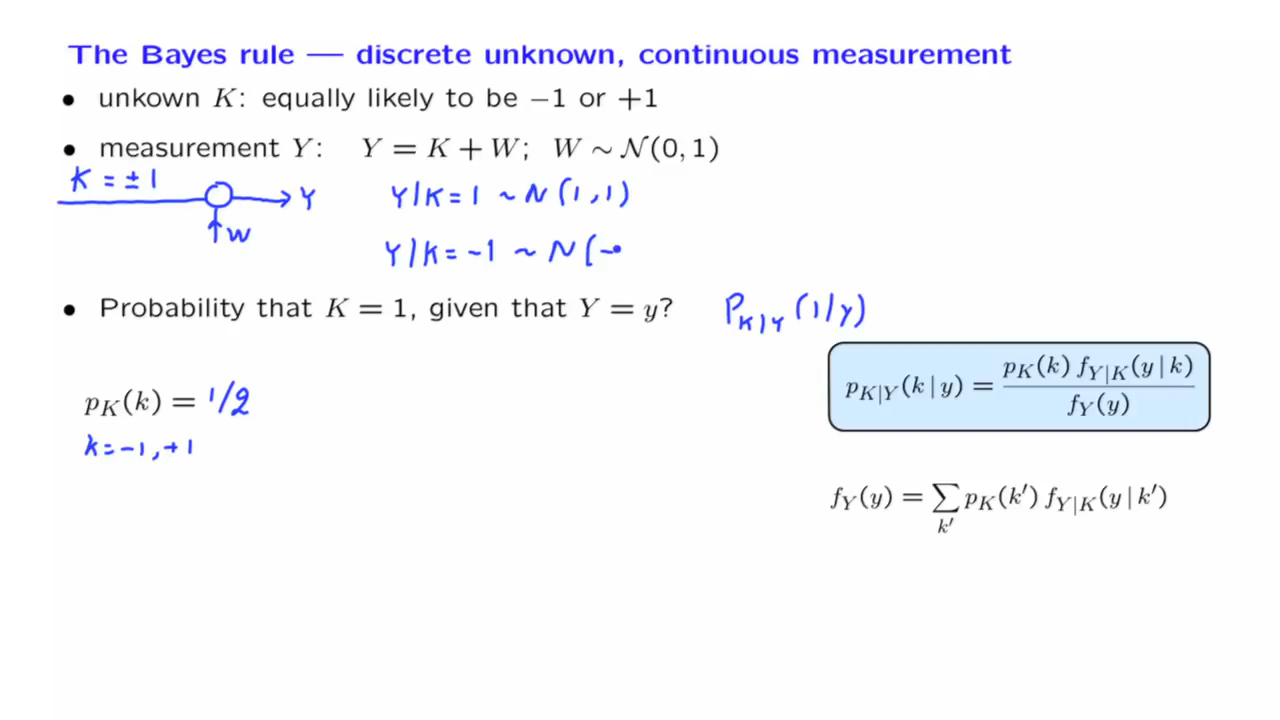 The Bayes rule — discrete unknown, continuous measurement
• unkown K: equally likely to be −1 or +1
• measurement Y: Y = K + W; W ∼ N(0, 1)
K = ± 1
Y
W
Y|K = 1 ~ N(1,1)
Y|K = -1 ~ N(-
• Probability that K = 1, given that Y = y? P_{K|Y}(1|y)
p_{K|Y}(k | y) = p_K(k) f_{Y|K}(y | k) / f_Y(y)
p_K(k) = 1/2
k = -1, +1
f_Y(y) = ∑_{k′} p_K(k′) f_{Y|K}(y | k′)